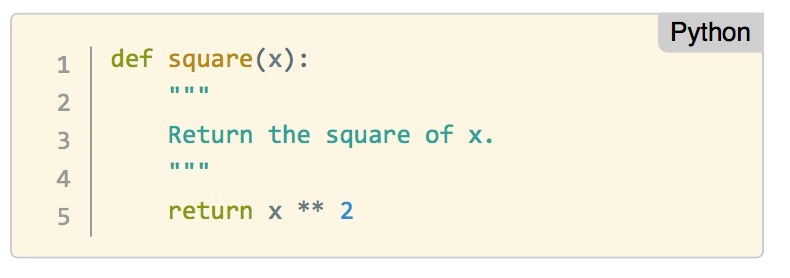 Python
1 def square(x):
2     """
3     Return the square of x.
4     """
5     return x ** 2